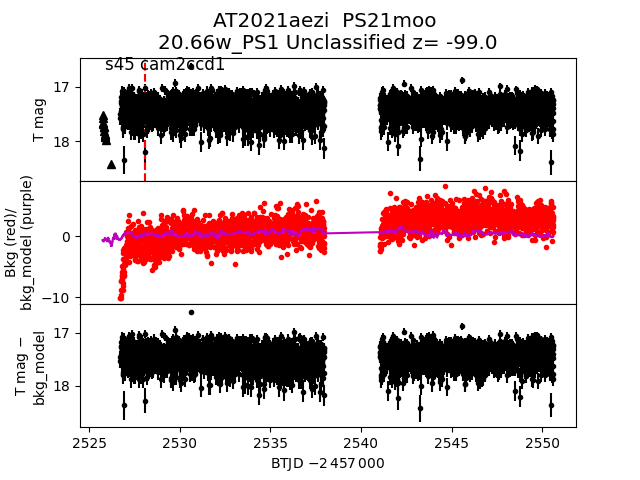 AT2021aezi  PS21moo
20.66w_PS1 Unclassified z= -99.0
s45 cam2ccd1
T mag
17
18
Bkg (red)/
bkg_model (purple)
0
−10
T mag −
bkg_model
17
18
2525
2530
2535
2540
2545
2550
BTJD −2 457 000